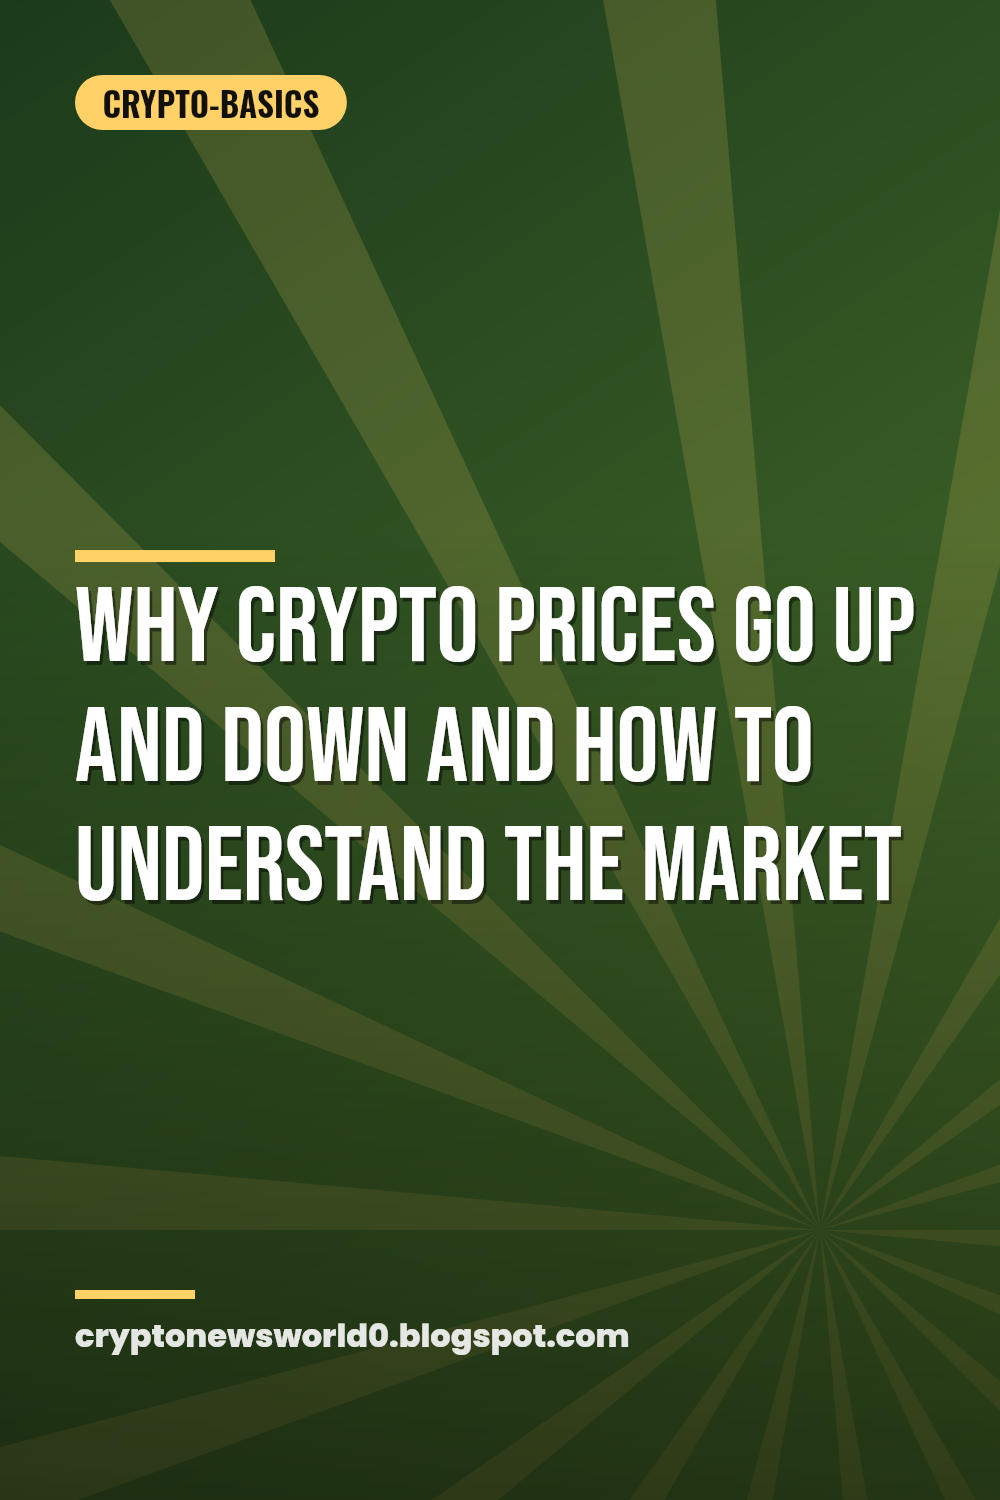 CRYPTO-BASICS
WHY CRYPTO PRICES GO UP
AND DOWN AND HOW TO
UNDERSTAND THE MARKET
cryptonewsworld0.blogspot.com